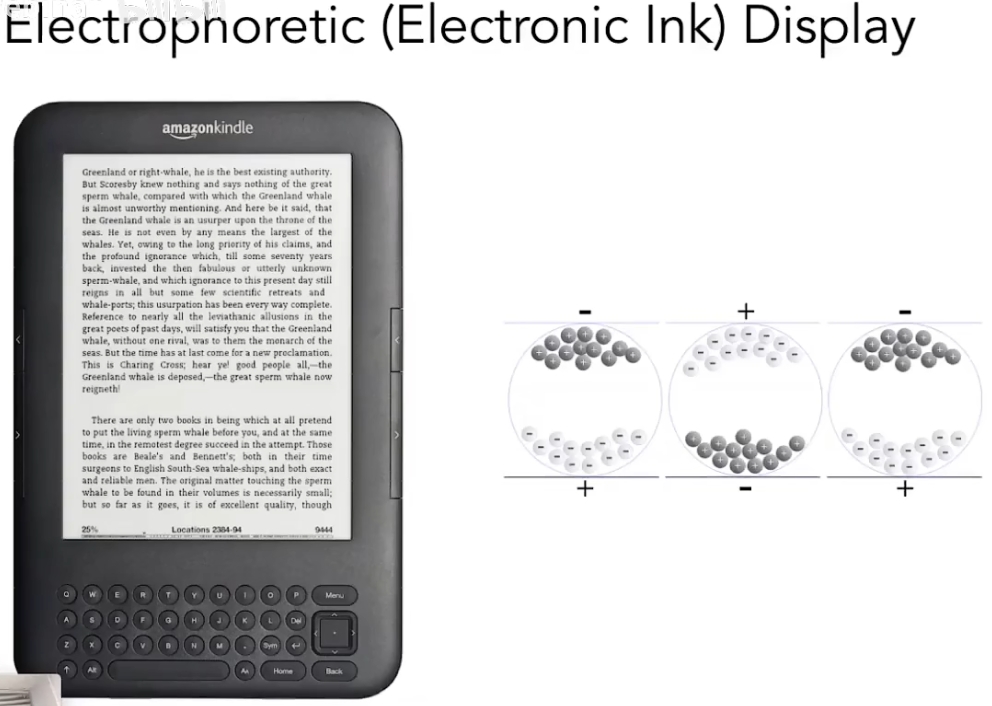 Electrophoretic (Electronic Ink) Display
amazonkindle
Greenland or right-whale, he is the best existing authority.
But Scoresby knew nothing and says nothing of the great
sperm whale, compared with which the Greenland whale
is almost unworthy mentioning. And here be it said, that
the Greenland whale is an usurper upon the throne of the
seas. He is not even by any means the largest of the
whales. Yet, owing to the long priority of his claims, and
the profound ignorance which, till some seventy years
back, invested the then fabulous or utterly unknown
sperm-whale, and which ignorance to this present day still
reigns in all but some few scientific retreats and
whale-ports; this usurpation has been every way complete.
Reference to nearly all the leviathanic allusions in the
great poets of past days, will satisfy you that the Greenland
whale, without one rival, was to them the monarch of the
seas. But the time has at last come for a new proclamation.
This is Charing Cross; hear ye! good people all,—the
Greenland whale is deposed,—the great sperm whale now
reigneth!
There are only two books in being which at all pretend
to put the living sperm whale before you, and at the same
time, in the remotest degree succeed in the attempt. Those
books are Beale's and Bennett's; both in their time
surgeons to English South-Sea whale-ships, and both exact
and reliable men. The original matter touching the sperm
whale to be found in their volumes is necessarily small;
but so far as it goes, it is of excellent quality, though
25% Locations 2384-94 9444
Q W E R T Y U I O P Menu
A S D F G H J K L Del
Z X C V B N M . Sym
Alt Aa Home Back
- + -
+ - +